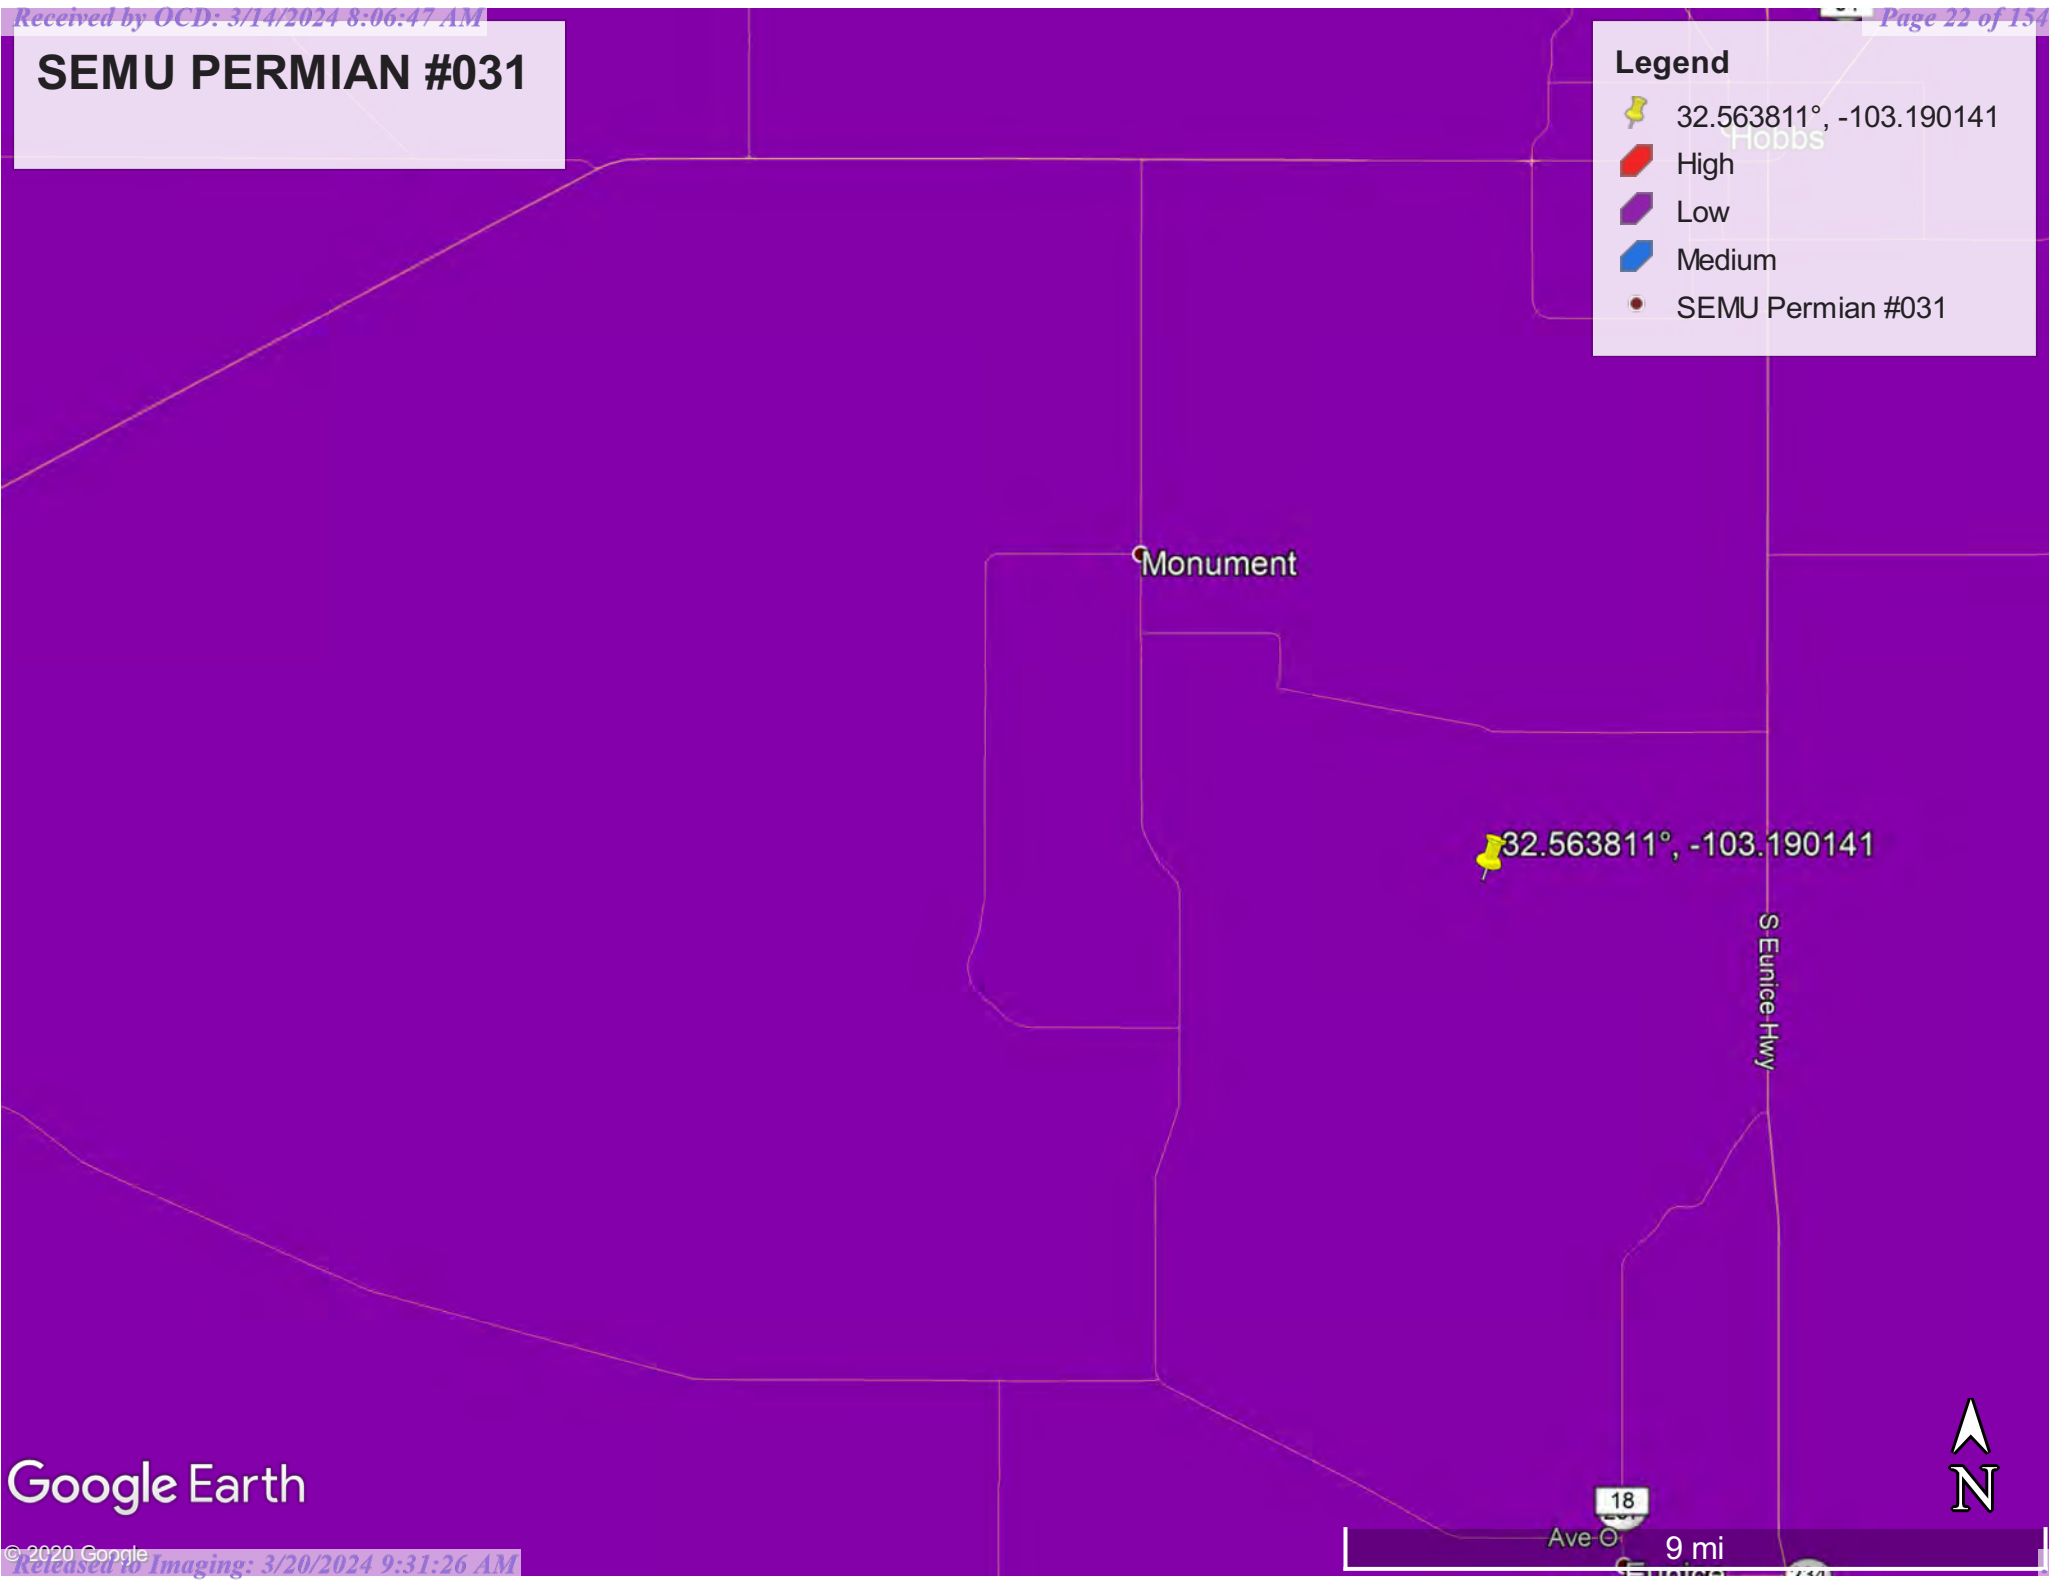 Received by OCD: 3/14/2024 8:06:47 AM
Page 22 of 154
SEMU PERMIAN #031
Legend
32.563811°, -103.190141
Hobbs
High
Low
Medium
SEMU Permian #031
Monument
32.563811°, -103.190141
S Eunice Hwy
N
Google Earth
18
Ave O
9 mi
© 2020 Google
Released to Imaging: 3/20/2024 9:31:26 AM